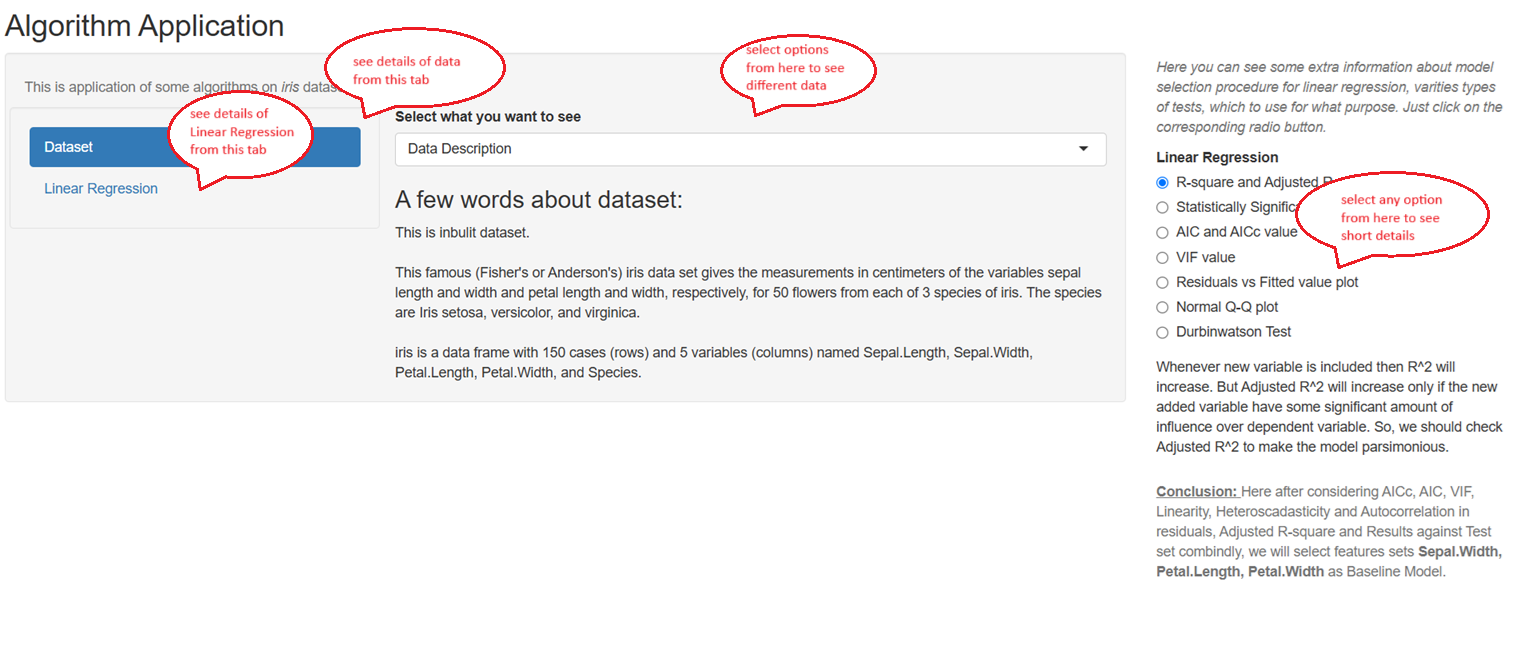 Algorithm Application
This is application of some algorithms on iris datas
see details of data
from this tab
see details of
Linear Regression
from this tab
Dataset
Linear Regression
select options
from here to see
different data
Select what you want to see
Data Description
A few words about dataset:
This is inbulit dataset.
This famous (Fisher's or Anderson's) iris data set gives the measurements in centimeters of the variables sepal
length and width and petal length and width, respectively, for 50 flowers from each of 3 species of iris. The species
are Iris setosa, versicolor, and virginica.
iris is a data frame with 150 cases (rows) and 5 variables (columns) named Sepal.Length, Sepal.Width,
Petal.Length, Petal.Width, and Species.
Here you can see some extra information about model
selection procedure for linear regression, varities types
of tests, which to use for what purpose. Just click on the
corresponding radio button.
Linear Regression
R-square and Adjusted R
Statistically Signific
AIC and AICc value
VIF value
Residuals vs Fitted value plot
Normal Q-Q plot
Durbinwatson Test
select any option
from here to see
short details
Whenever new variable is included then R^2 will
increase. But Adjusted R^2 will increase only if the new
added variable have some significant amount of
influence over dependent variable. So, we should check
Adjusted R^2 to make the model parsimonious.
Conclusion: Here after considering AICc, AIC, VIF,
Linearity, Heteroscadasticity and Autocorrelation in
residuals, Adjusted R-square and Results against Test
set combindly, we will select features sets Sepal.Width,
Petal.Length, Petal.Width as Baseline Model.